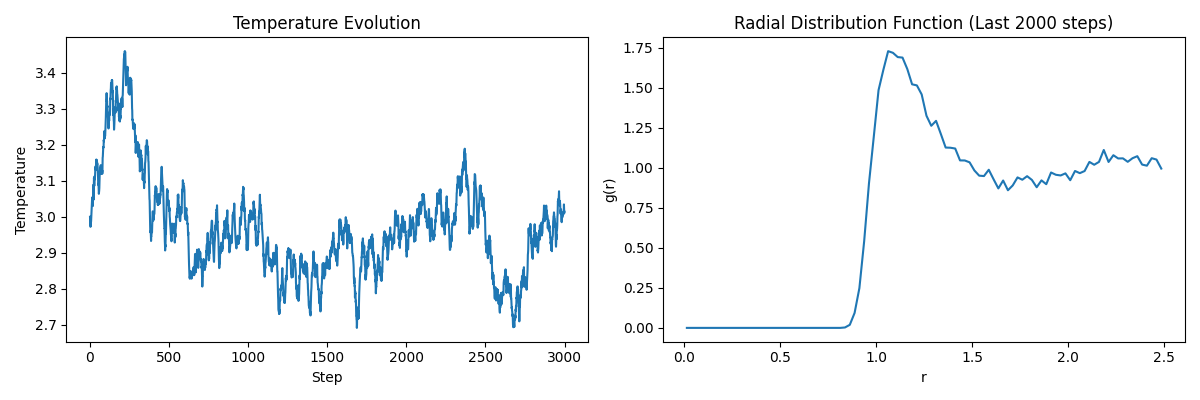 Temperature Evolution
Temperature
3.4
3.3
3.2
3.1
3.0
2.9
2.8
2.7
0 500 1000 1500 2000 2500 3000
Step
Radial Distribution Function (Last 2000 steps)
g(r)
1.75
1.50
1.25
1.00
0.75
0.50
0.25
0.00
0.0 0.5 1.0 1.5 2.0 2.5
r